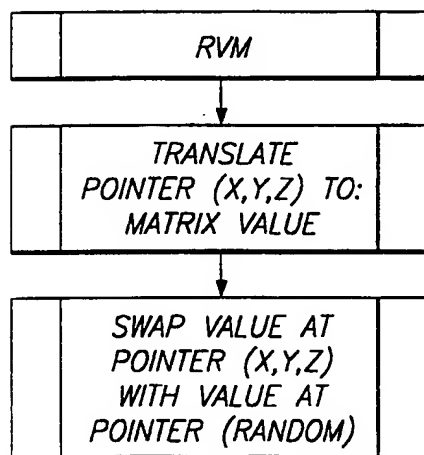 RVM
TRANSLATE
POINTER (X,Y,Z) TO:
MATRIX VALUE
SWAP VALUE AT
POINTER (X,Y,Z)
WITH VALUE AT
POINTER (RANDOM)